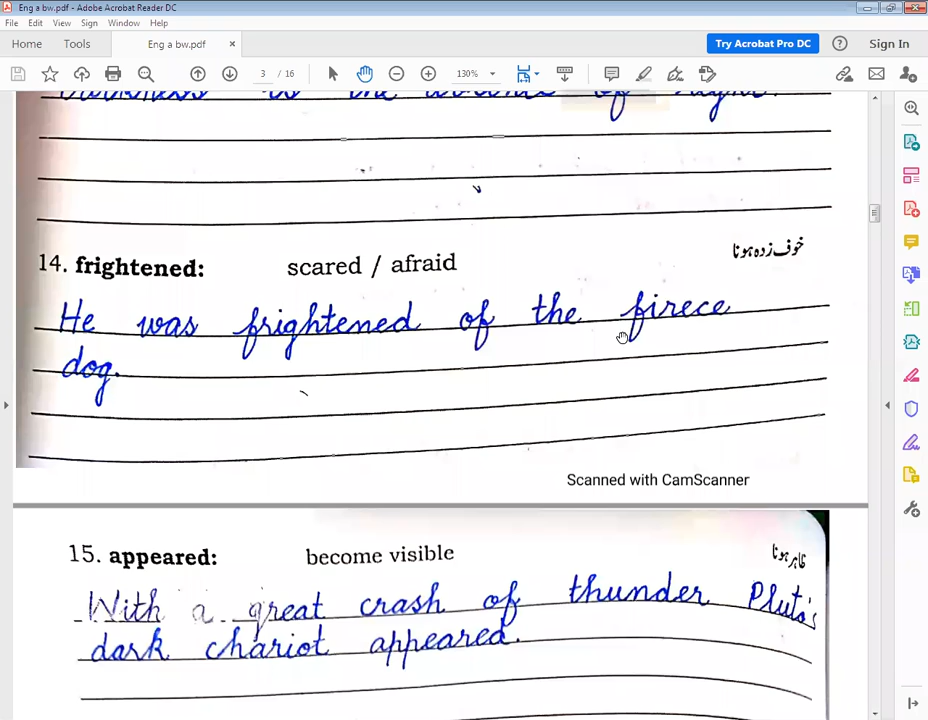 Eng a bw.pdf - Adobe Acrobat Reader DC
File Edit View Sign Window Help
Home Tools Eng a bw.pdf × Try Acrobat Pro DC Sign In
3 / 16 130%
is the of
14. frightened: scared / afraid خوف زدہ ہونا
He was frightened of the firece
dog.
Scanned with CamScanner
15. appeared: become visible ظاہر ہونا
With a great crash of thunder Pluto's
dark chariot appeared.